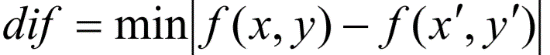 dif = min|f(x, y) − f(x′, y′)|